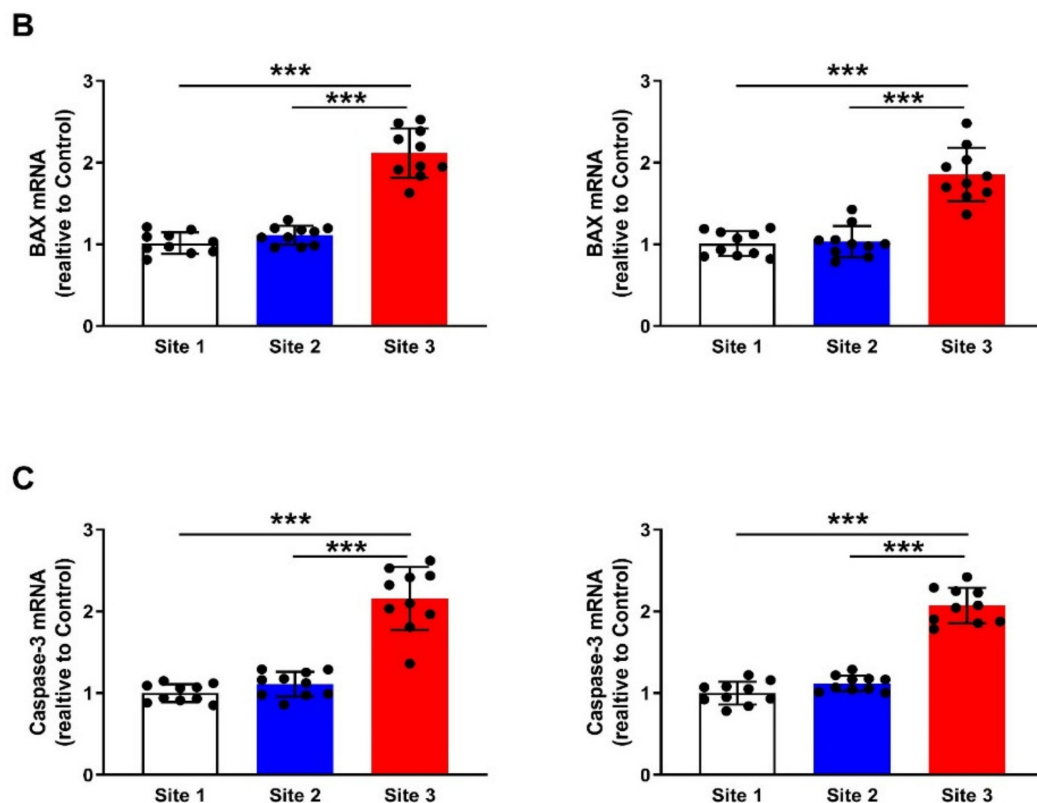 B
***
***
BAX mRNA
(realtive to Control)
3
2
1
0
Site 1 Site 2 Site 3
***
***
BAX mRNA
(realtive to Control)
3
2
1
0
Site 1 Site 2 Site 3
C
***
***
Caspase-3 mRNA
(realtive to Control)
3
2
1
0
Site 1 Site 2 Site 3
***
***
Caspase-3 mRNA
(realtive to Control)
3
2
1
0
Site 1 Site 2 Site 3